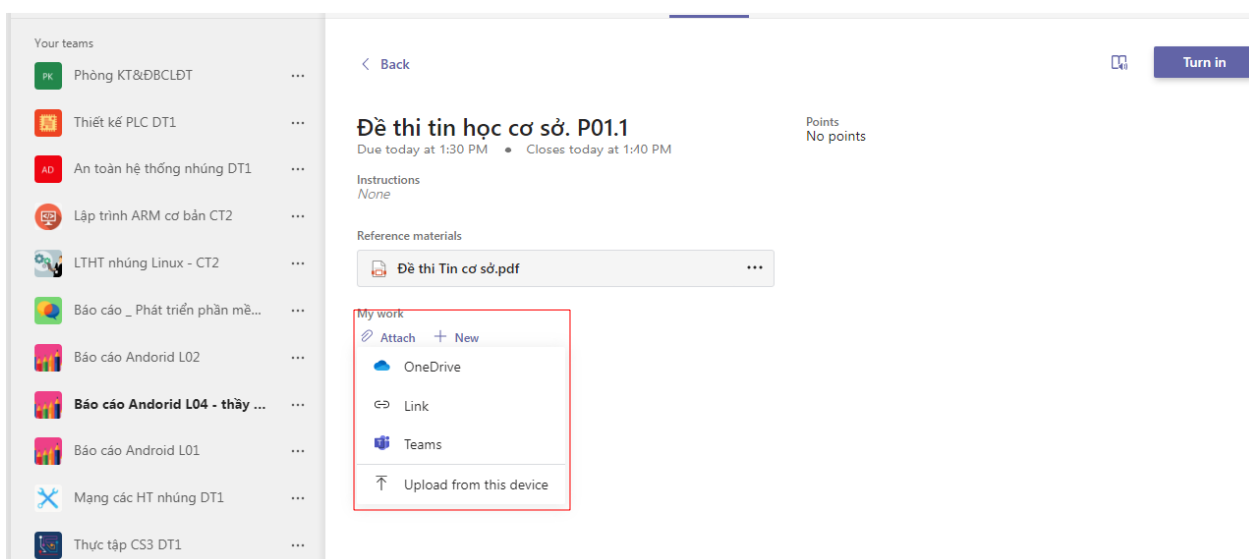 Your teams
PK Phòng KT&ĐBCLĐT ...
Thiết kế PLC DT1 ...
AD An toàn hệ thống nhúng DT1 ...
Lập trình ARM cơ bản CT2 ...
LTHT nhúng Linux - CT2 ...
Báo cáo _ Phát triển phần mề... ...
Báo cáo Andorid L02 ...
Báo cáo Andorid L04 - thầy ... ...
Báo cáo Android L01 ...
Mạng các HT nhúng DT1 ...
Thực tập CS3 DT1 ...
< Back
Turn in
Đề thi tin học cơ sở. P01.1
Due today at 1:30 PM • Closes today at 1:40 PM
Points
No points
Instructions
None
Reference materials
Đề thi Tin cơ sở.pdf ...
My work
Attach + New
OneDrive
Link
Teams
Upload from this device